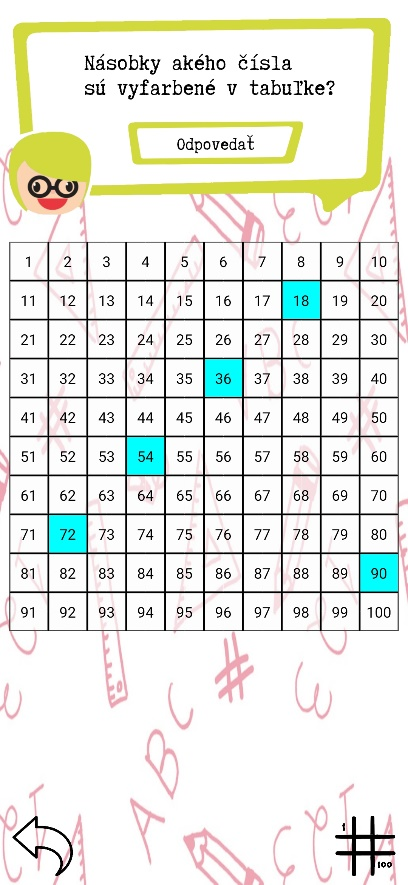 Násobky akého čísla
sú vyfarbené v tabuľke?
Odpovedať
1 2 3 4 5 6 7 8 9 10
11 12 13 14 15 16 17 18 19 20
21 22 23 24 25 26 27 28 29 30
31 32 33 34 35 36 37 38 39 40
41 42 43 44 45 46 47 48 49 50
51 52 53 54 55 56 57 58 59 60
61 62 63 64 65 66 67 68 69 70
71 72 73 74 75 76 77 78 79 80
81 82 83 84 85 86 87 88 89 90
91 92 93 94 95 96 97 98 99 100
A B C
1
100